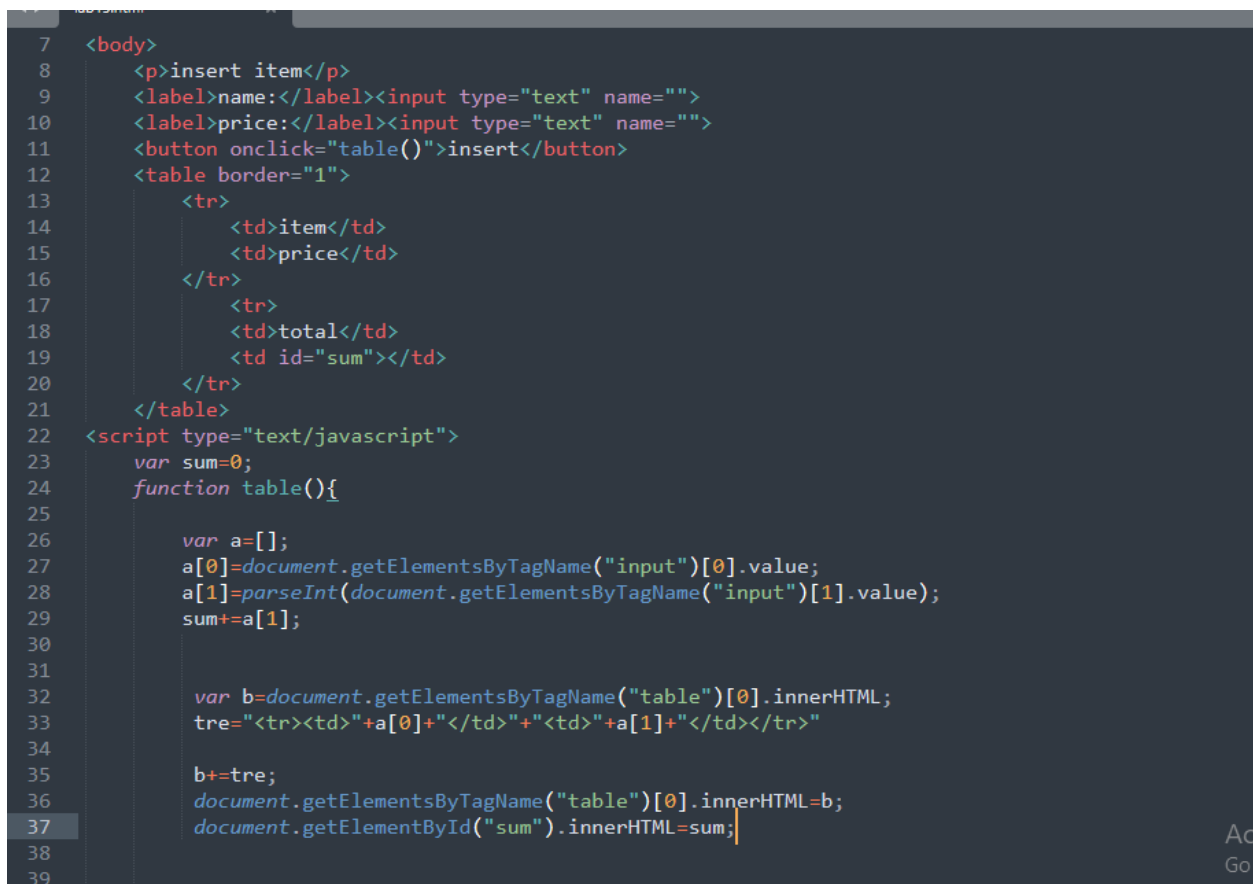 7 <body>
8 <p>insert item</p>
9 <label>name:</label><input type="text" name="">
10 <label>price:</label><input type="text" name="">
11 <button onclick="table()">insert</button>
12 <table border="1">
13 <tr>
14 <td>item</td>
15 <td>price</td>
16 </tr>
17 <tr>
18 <td>total</td>
19 <td id="sum"></td>
20 </tr>
21 </table>
22 <script type="text/javascript">
23 var sum=0;
24 function table(){
25
26 var a=[];
27 a[0]=document.getElementsByTagName("input")[0].value;
28 a[1]=parseInt(document.getElementsByTagName("input")[1].value);
29 sum+=a[1];
30
31
32 var b=document.getElementsByTagName("table")[0].innerHTML;
33 tre="<tr><td>"+a[0]+"</td>"+"<td>"+a[1]+"</td></tr>"
34
35 b+=tre;
36 document.getElementsByTagName("table")[0].innerHTML=b;
37 document.getElementById("sum").innerHTML=sum;
38
39
Ac
Go